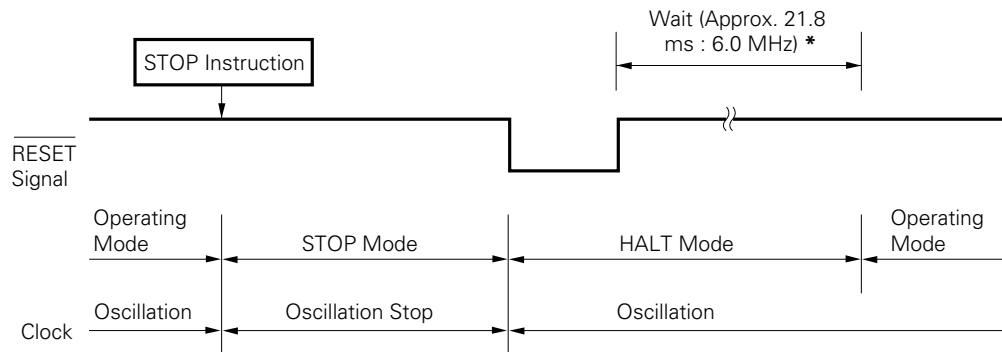 Wait (Approx. 21.8
ms : 6.0 MHz) *
STOP Instruction
RESET
Signal
Operating
Mode
STOP Mode
HALT Mode
Operating
Mode
Clock
Oscillation
Oscillation Stop
Oscillation